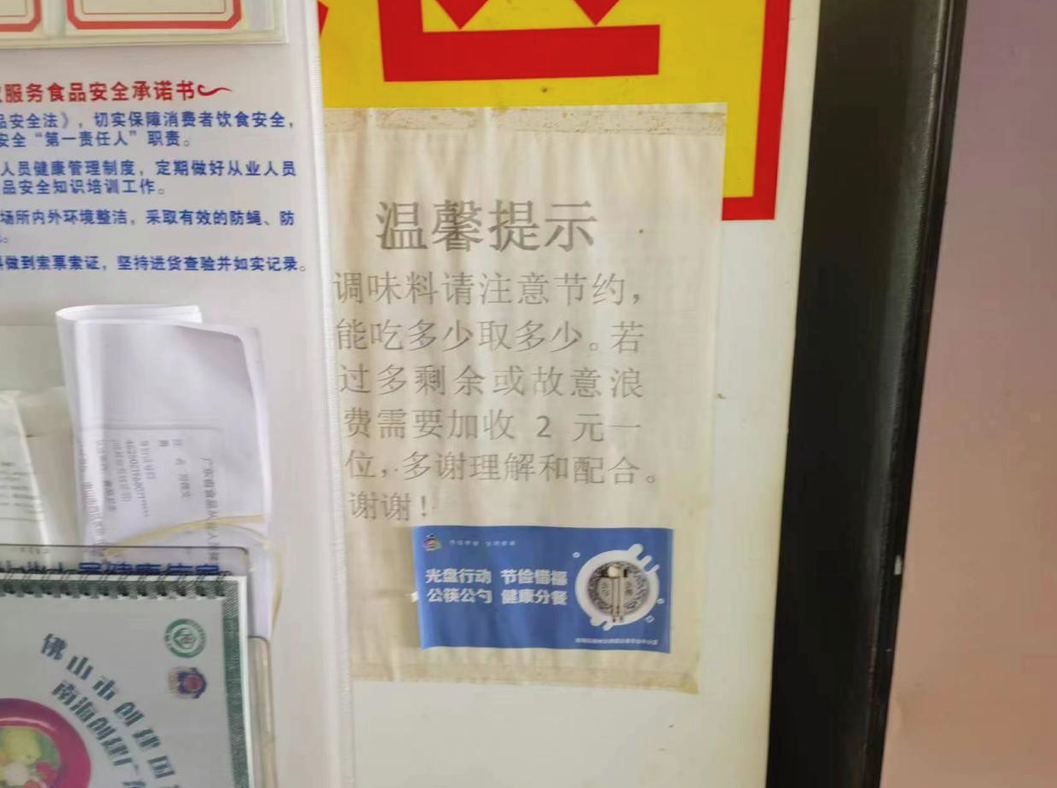 服务食品安全承诺书
品安全法》，切实保障消费者饮食安全，
安全“第一责任人”职责。
人员健康管理制度，定期做好从业人员
品安全知识培训工作。
场所内外环境整洁，采取有效的防蝇、防
做到索票索证，坚持进货查验并如实记录。
温馨提示
调味料请注意节约，
能吃多少取多少。若
过多剩余或故意浪
费需要加收 2 元一
位，多谢理解和配合。
谢谢！
光盘行动 节俭惜福
公筷公勺 健康分餐
佛山市创建国
南海创建广